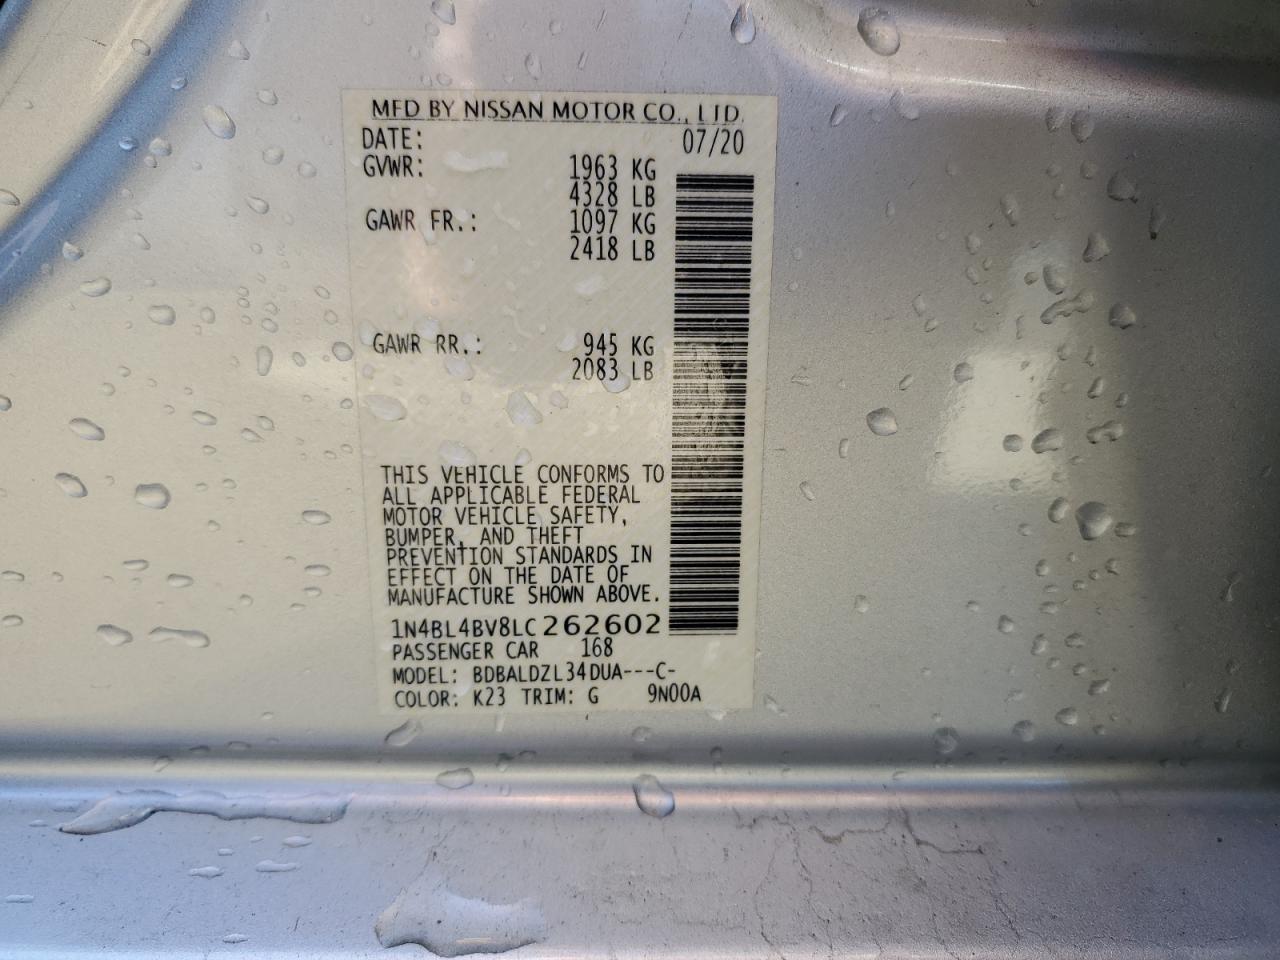 MFD BY NISSAN MOTOR CO., LTD.
DATE: 07/20
GVWR: 1963 KG
4328 LB
GAWR FR.: 1097 KG
2418 LB
GAWR RR.: 945 KG
2083 LB
THIS VEHICLE CONFORMS TO
ALL APPLICABLE FEDERAL
MOTOR VEHICLE SAFETY,
BUMPER, AND THEFT
PREVENTION STANDARDS IN
EFFECT ON THE DATE OF
MANUFACTURE SHOWN ABOVE.
1N4BL4BV8LC262602
PASSENGER CAR 168
MODEL: BDBALDZL34DUA---C-
COLOR: K23 TRIM: G 9N00A